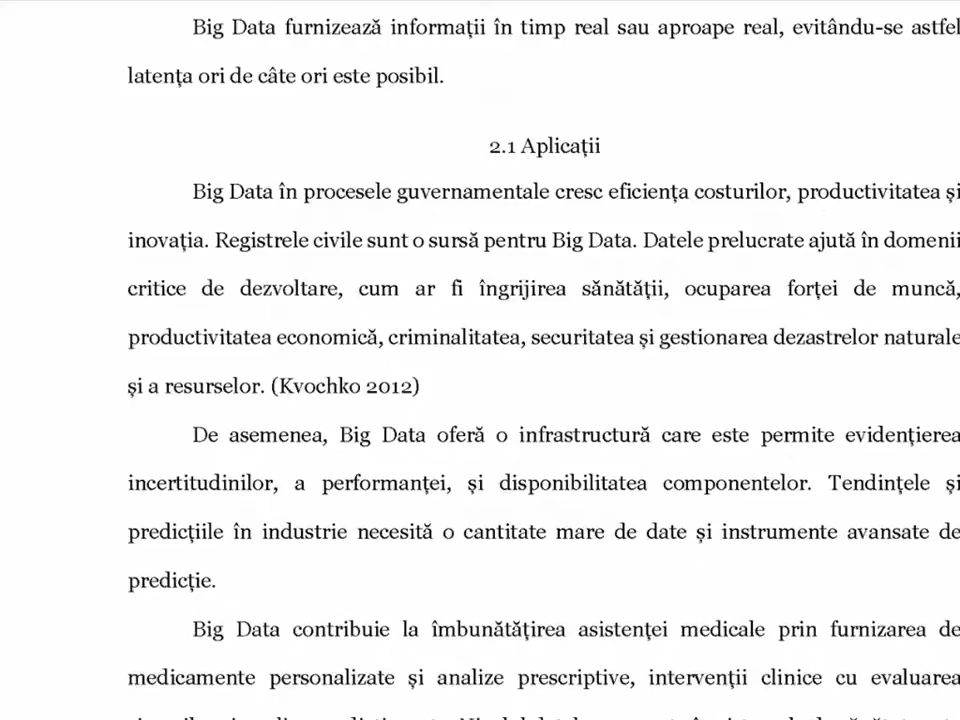 Big Data furnizează informații în timp real sau aproape real, evitându-se astfel
latența ori de câte ori este posibil.
2.1 Aplicații
Big Data în procesele guvernamentale cresc eficiența costurilor, productivitatea și
inovația. Registrele civile sunt o sursă pentru Big Data. Datele prelucrate ajută în domenii
critice de dezvoltare, cum ar fi îngrijirea sănătății, ocuparea forței de muncă,
productivitatea economică, criminalitatea, securitatea și gestionarea dezastrelor naturale
și a resurselor. (Kvochko 2012)
De asemenea, Big Data oferă o infrastructură care este permite evidențierea
incertitudinilor, a performanței, și disponibilitatea componentelor. Tendințele și
predicțiile în industrie necesită o cantitate mare de date și instrumente avansate de
predicție.
Big Data contribuie la îmbunătățirea asistenței medicale prin furnizarea de
medicamente personalizate și analize prescriptive, intervenții clinice cu evaluarea